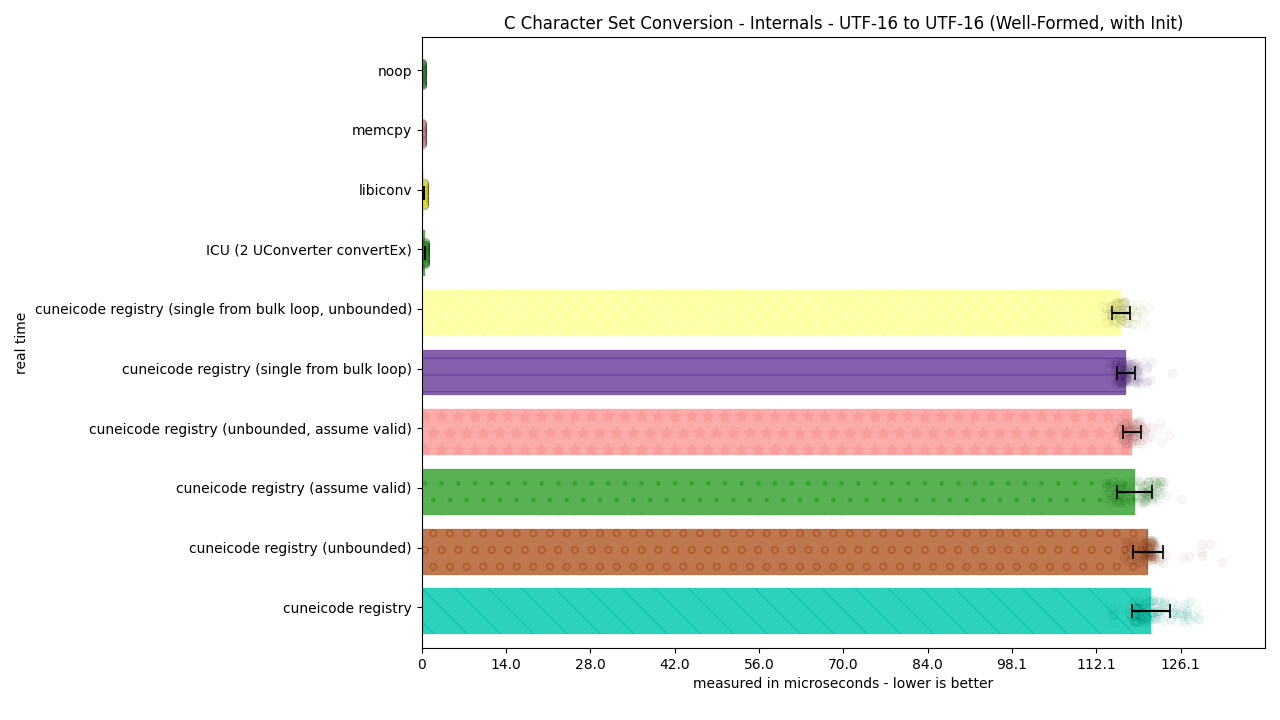 C Character Set Conversion - Internals - UTF-16 to UTF-16 (Well-Formed, with Init)
real time
noop
memcpy
libiconv
ICU (2 UConverter convertEx)
cuneicode registry (single from bulk loop, unbounded)
cuneicode registry (single from bulk loop)
cuneicode registry (unbounded, assume valid)
cuneicode registry (assume valid)
cuneicode registry (unbounded)
cuneicode registry
0 14.0 28.0 42.0 56.0 70.0 84.0 98.1 112.1 126.1
measured in microseconds - lower is better